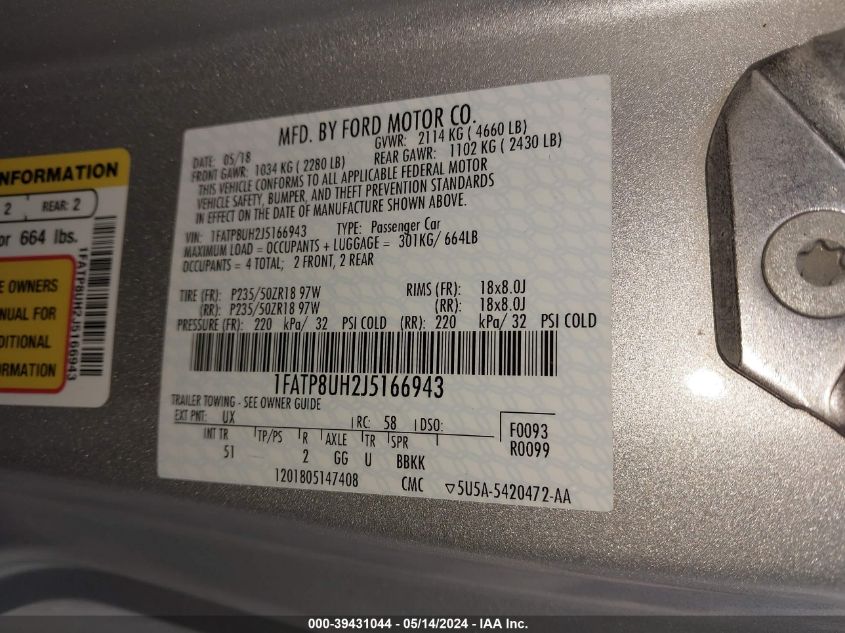 NFORMATION
2 REAR: 2
or 664 lbs.
E OWNERS
NUAL FOR
DITIONAL
ORMATION
1FATP8UH2J5166943
MFD. BY FORD MOTOR CO.
DATE: 05/18 GVWR: 2114 KG ( 4660 LB)
FRONT GAWR: 1034 KG ( 2280 LB) REAR GAWR: 1102 KG ( 2430 LB)
THIS VEHICLE CONFORMS TO ALL APPLICABLE FEDERAL MOTOR
VEHICLE SAFETY, BUMPER, AND THEFT PREVENTION STANDARDS
IN EFFECT ON THE DATE OF MANUFACTURE SHOWN ABOVE.
VIN: 1FATP8UH2J5166943 TYPE: Passenger Car
MAXIMUM LOAD = OCCUPANTS + LUGGAGE = 301KG/ 664LB
OCCUPANTS = 4 TOTAL; 2 FRONT, 2 REAR
TIRE (FR): P235/50ZR18 97W RIMS (FR): 18x8.0J
(RR): P235/50ZR18 97W (RR): 18x8.0J
PRESSURE (FR): 220 kPa/ 32 PSI COLD (RR): 220 kPa/ 32 PSI COLD
1FATP8UH2J5166943
TRAILER TOWING - SEE OWNER GUIDE
EXT PNT: UX RC: 58 DSO: F0093
INT TR TP/PS R AXLE TR SPR R0099
51 2 GG U BBKK
1201805147408 CMC ▽5U5A-5420472-AA
000-39431044 - 05/14/2024 - IAA Inc.